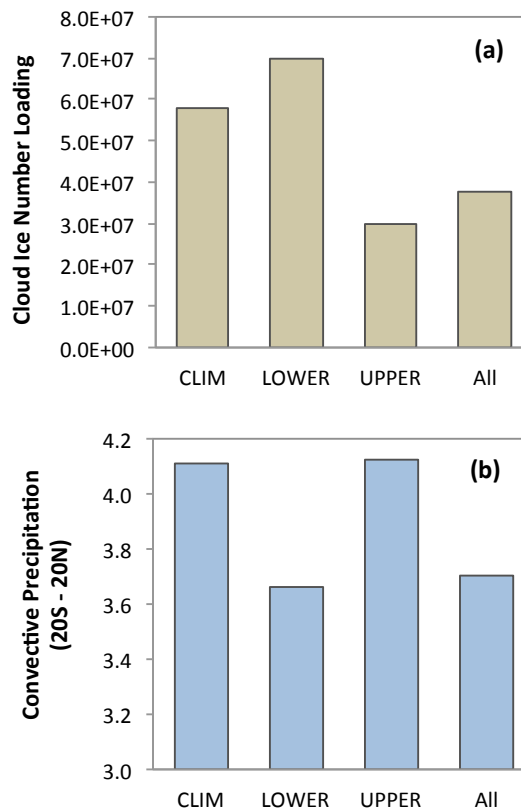 8.0E+07
7.0E+07
6.0E+07
5.0E+07
4.0E+07
3.0E+07
2.0E+07
1.0E+07
0.0E+00
Cloud Ice Number Loading
(a)
CLIM LOWER UPPER All
4.2
4.0
3.8
3.6
3.4
3.2
3.0
Convective Precipitation
(20S - 20N)
(b)
CLIM LOWER UPPER All